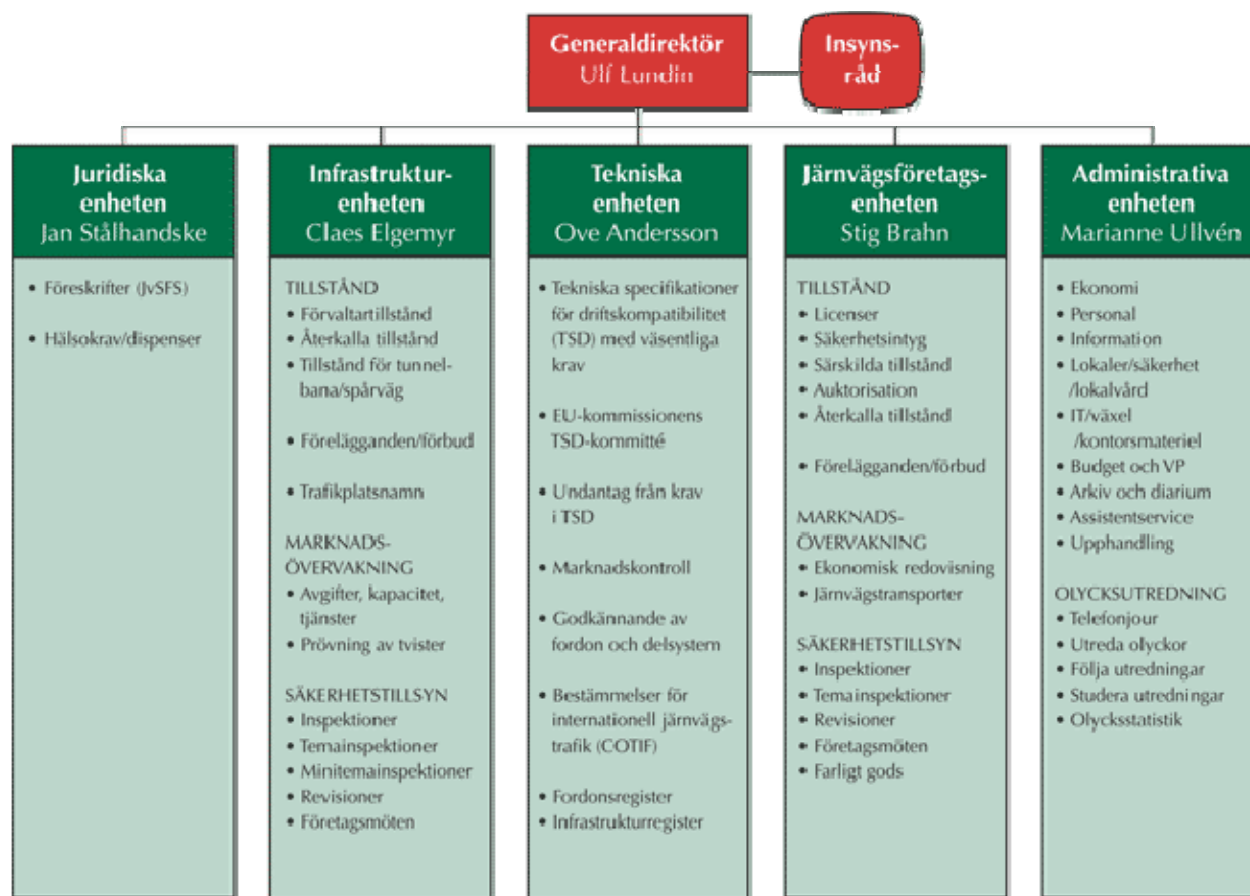 Generaldirektör
Ulf Lundin
Insyns-
råd
Juridiska
enheten
Jan Stålhandske
• Föreskrifter (JvSFS)
• Hälsokrav/dispenser
Infrastruktur-
enheten
Claes Elgemyr
TILLSTÅND
• Förvaltartillstånd
• Återkalla tillstånd
• Tillstånd för tunnel-
bana/spårväg
• Förelägganden/förbud
• Trafikplatsnamn
MARKNADS-
ÖVERVAKNING
• Avgifter, kapacitet,
tjänster
• Prövning av tvister
SÄKERHETSTILLSYN
• Inspektioner
• Temainspektioner
• Minitemainspektioner
• Revisioner
• Företagsmöten
Tekniska
enheten
Ove Andersson
• Tekniska specifikationer
för driftskompatibilitet
(TSD) med väsentliga
krav
• EU-kommissionens
TSD-kommitté
• Undantag från krav
i TSD
• Marknadskontroll
• Godkännande av
fordon och delsystem
• Bestämmelser för
internationell järnvägs-
trafik (COTIF)
• Fordonsregister
• Infrastrukturregister
Järnvägsföretags-
enheten
Stig Brahn
TILLSTÅND
• Licenser
• Säkerhetsintyg
• Särskilda tillstånd
• Auktorisation
• Återkalla tillstånd
• Förelägganden/förbud
MARKNADS-
ÖVERVAKNING
• Ekonomisk redovisning
• Järnvägstransporter
SÄKERHETSTILLSYN
• Inspektioner
• Temainspektioner
• Revisioner
• Företagsmöten
• Farligt gods
Administrativa
enheten
Marianne Ullvén
• Ekonomi
• Personal
• Information
• Lokaler/säkerhet
/lokalvård
• IT/växel
/kontorsmateriel
• Budget och VP
• Arkiv och diarium
• Assistentservice
• Upphandling
OLYCKSUTREDNING
• Telefonjour
• Utreda olyckor
• Följa utredningar
• Studera utredningar
• Olycksstatistik